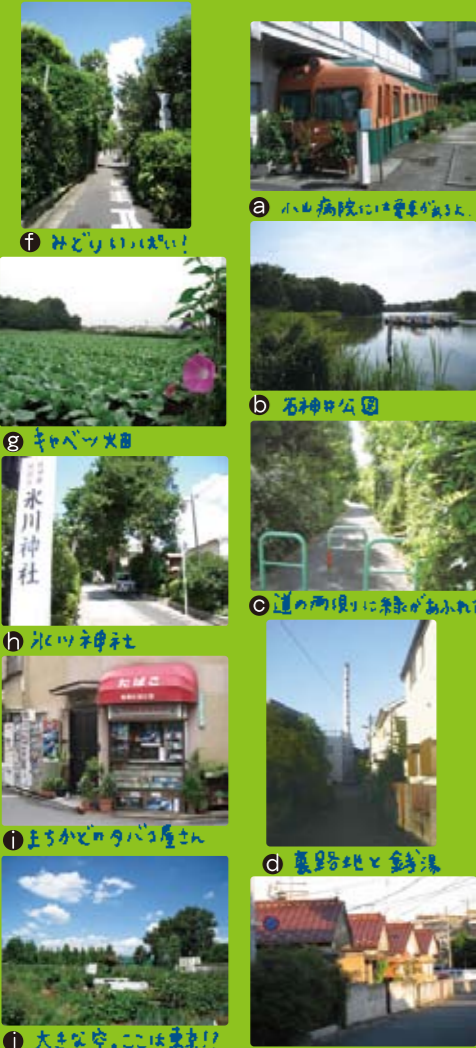 f みどりいっぱい!
g キャベツ畑
氷川神社
h 氷川神社
たばこ
i まちかどのタバコ屋さん
j 大きな空。ここは東京!?
a 小山病院には電車があるよ。
b 石神井公園
c 道の両側に緑があふれ
d 裏路地と銭湯